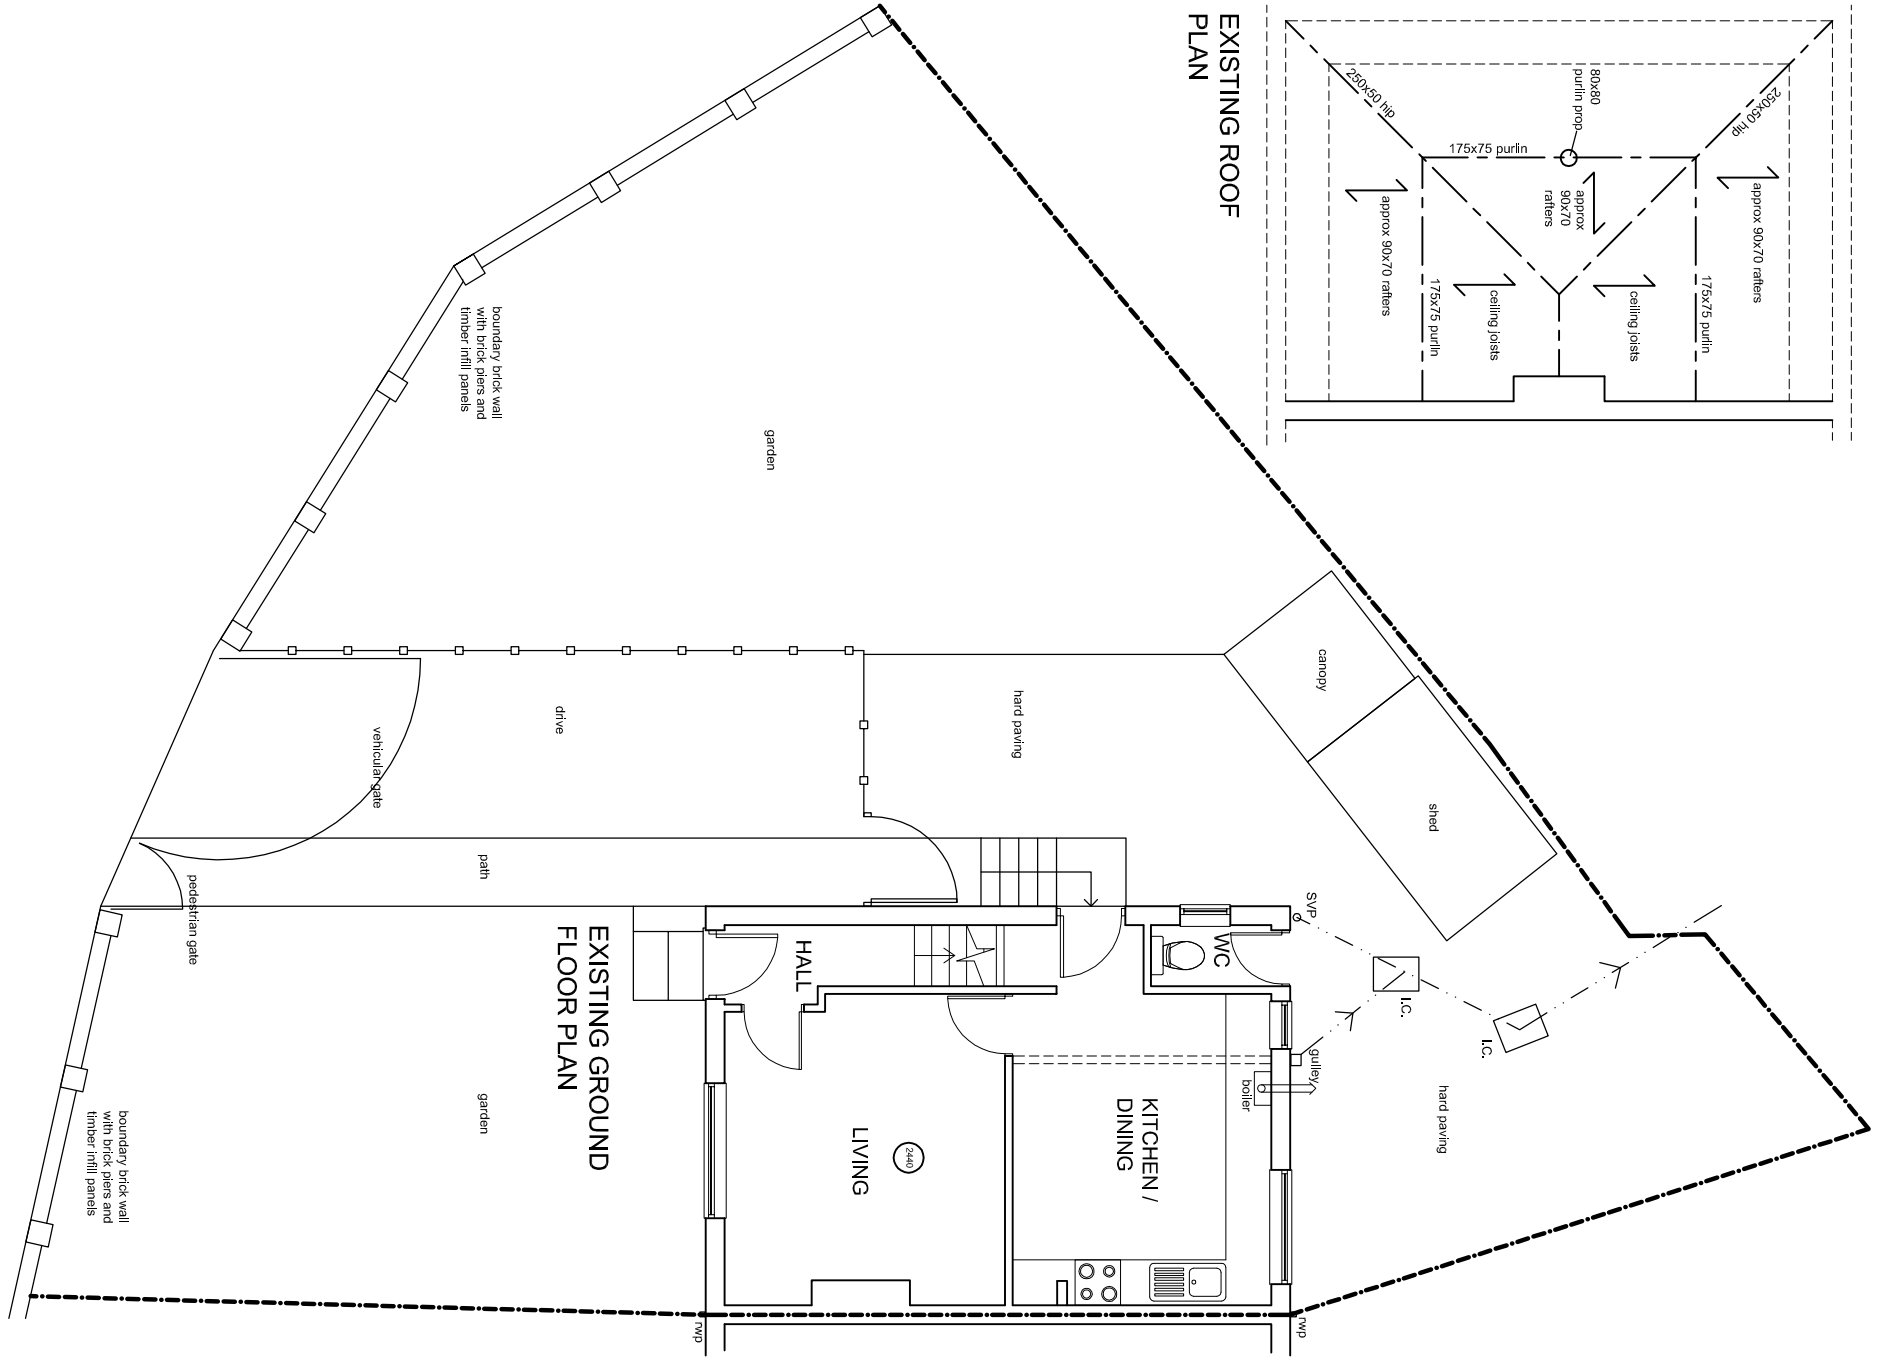 EXISTING ROOF
PLAN
250x50 hip
250x50 hip
80x80
purlin prop
175x75 purlin
approx
90x70
rafters
approx 90x70 rafters
approx 90x70 rafters
175x75 purlin
175x75 purlin
ceiling joists
ceiling joists
boundary brick wall
with brick piers and
timber infill panels
garden
canopy
shed
hard paving
drive
vehicular gate
path
pedestrian gate
SVP
I.C.
I.C.
gulley
boiler
hard paving
WC
HALL
KITCHEN /
DINING
LIVING
2440
EXISTING GROUND
FLOOR PLAN
garden
boundary brick wall
with brick piers and
timber infill panels
rwp
rwp